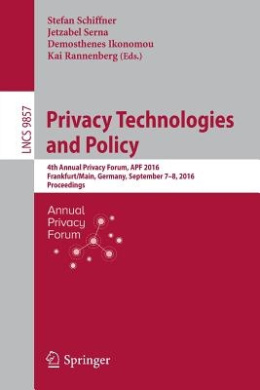 Stefan Schiffner
Jetzabel Serna
Demosthenes Ikonomou
Kai Rannenberg (Eds.)
LNCS 9857
Privacy Technologies
and Policy
4th Annual Privacy Forum, APF 2016
Frankfurt/Main, Germany, September 7–8, 2016
Proceedings
Annual
Privacy
Forum
Springer